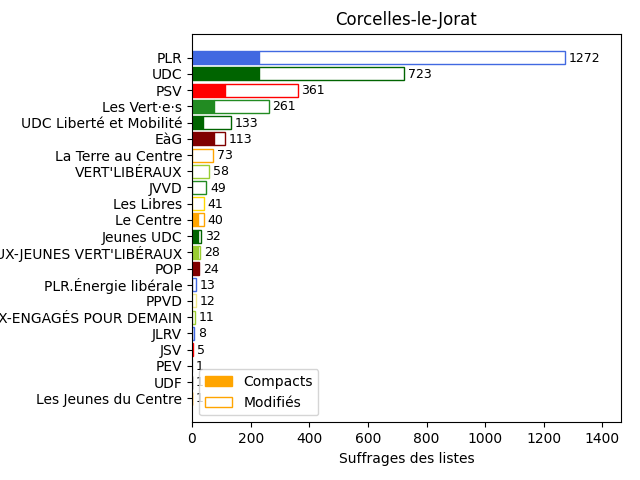 Corcelles-le-Jorat
PLR 1272
UDC 723
PSV 361
Les Vert·e·s 261
UDC Liberté et Mobilité 133
EàG 113
La Terre au Centre 73
VERT'LIBÉRAUX 58
JVVD 49
Les Libres 41
Le Centre 40
Jeunes UDC 32
UX-JEUNES VERT'LIBÉRAUX 28
POP 24
PLR.Énergie libérale 13
PPVD 12
X-ENGAGÉS POUR DEMAIN 11
JLRV 8
JSV 5
PEV 1
UDF
Les Jeunes du Centre
Compacts
Modifiés
0 200 400 600 800 1000 1200 1400
Suffrages des listes